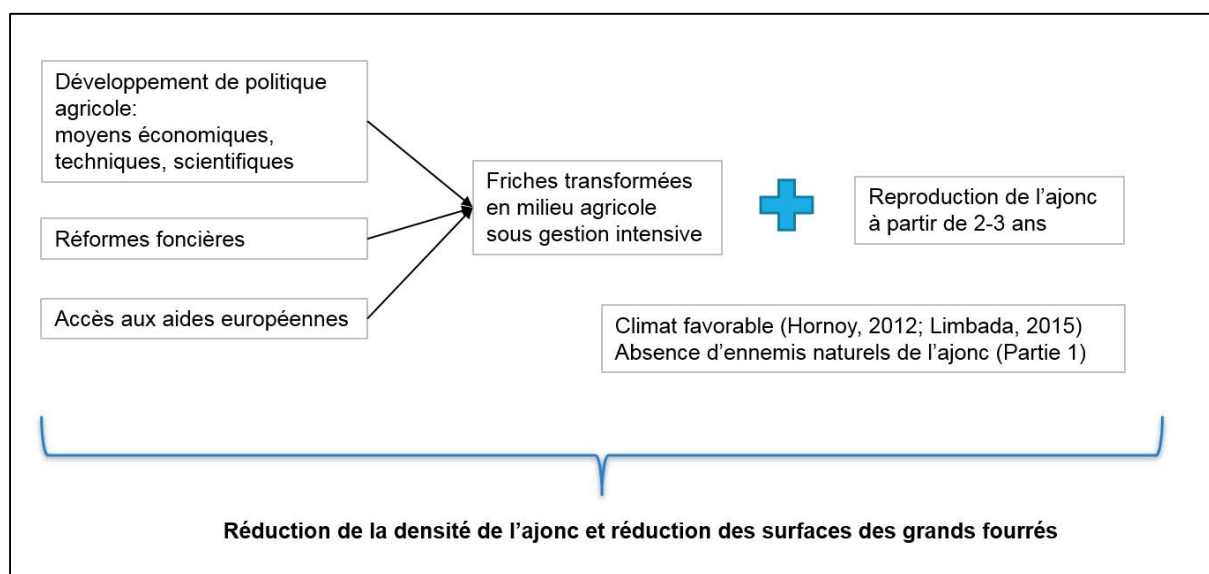 Développement de politique
agricole:
moyens économiques,
techniques, scientifiques
Réformes foncières
Accès aux aides européennes
Friches transformées
en milieu agricole
sous gestion intensive
Reproduction de l’ajonc
à partir de 2-3 ans
Climat favorable (Hornoy, 2012; Limbada, 2015)
Absence d’ennemis naturels de l’ajonc (Partie 1)
Réduction de la densité de l’ajonc et réduction des surfaces des grands fourrés